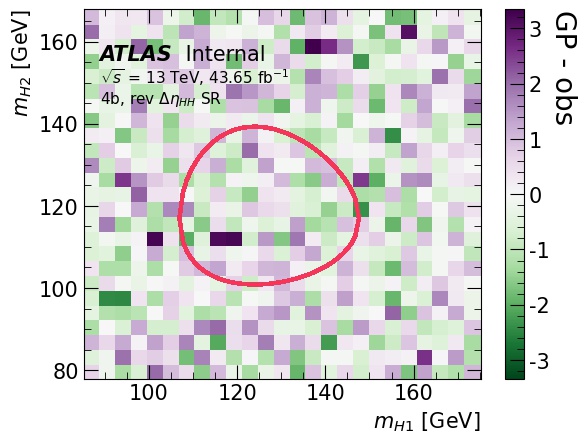 ATLAS Internal
√s = 13 TeV, 43.65 fb⁻¹
4b, rev Δη_HH SR
m_H2 [GeV]
160
140
120
100
80
100
120
140
160
m_H1 [GeV]
3
2
1
0
-1
-2
-3
GP - obs